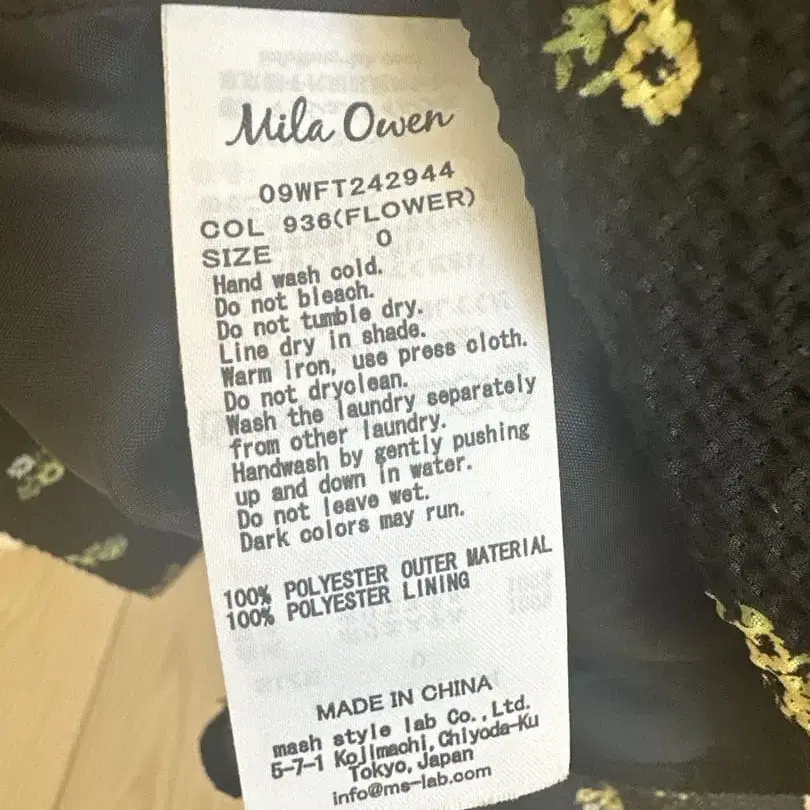 Mila Owen
09WFT242944
COL 936(FLOWER)
SIZE 0
Hand wash cold.
Do not bleach.
Do not tumble dry.
Line dry in shade.
Warm iron, use press cloth.
Do not dryclean.
Wash the laundry separately
from other laundry.
Handwash by gently pushing
up and down in water.
Do not leave wet.
Dark colors may run.
100% POLYESTER OUTER MATERIAL
100% POLYESTER LINING
MADE IN CHINA
mash style lab Co., Ltd.
5-7-1 Kojimachi, Chiyoda-Ku
Tokyo, Japan
info@ms-lab.com